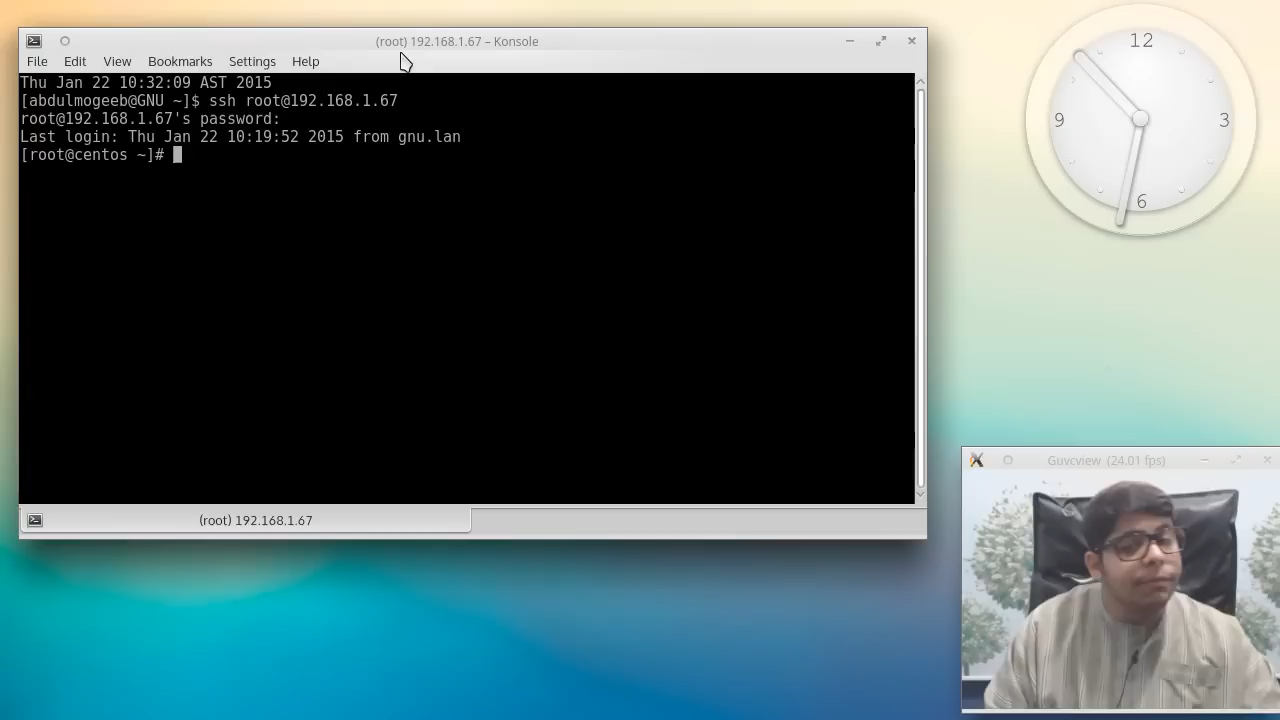 (root) 192.168.1.67 – Konsole
File Edit View Bookmarks Settings Help
Thu Jan 22 10:32:09 AST 2015
[abdulmogeeb@GNU ~]$ ssh root@192.168.1.67
root@192.168.1.67's password:
Last login: Thu Jan 22 10:19:52 2015 from gnu.lan
[root@centos ~]#
(root) 192.168.1.67
12
9
3
6
Guvcview (24.01 fps)